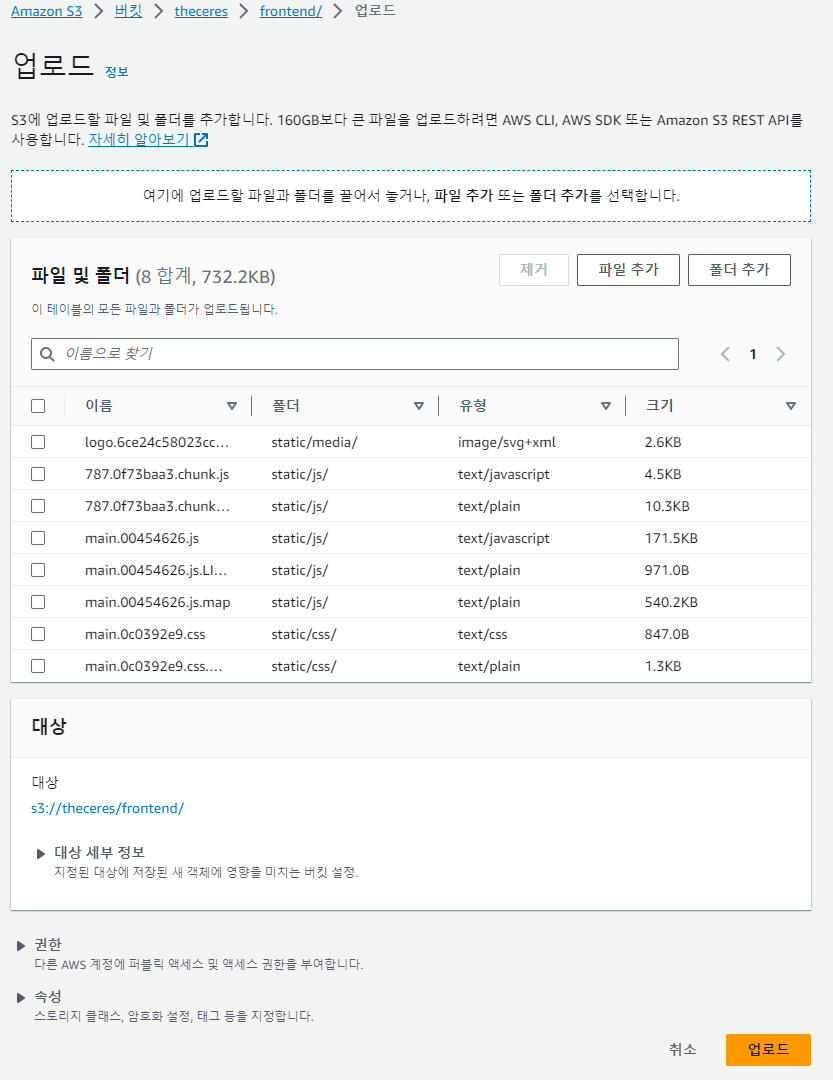 Amazon S3 > 버킷 > theceres > frontend/ > 업로드
업로드 정보
S3에 업로드할 파일 및 폴더를 추가합니다. 160GB보다 큰 파일을 업로드하려면 AWS CLI, AWS SDK 또는 Amazon S3 REST API를
사용합니다. 자세히 알아보기
여기에 업로드할 파일과 폴더를 끌어서 놓거나, 파일 추가 또는 폴더 추가를 선택합니다.
파일 및 폴더 (8 합계, 732.2KB) 제거 파일 추가 폴더 추가
이 테이블의 모든 파일과 폴더가 업로드됩니다.
이름으로 찾기 1
이름 폴더 유형 크기
logo.6ce24c58023cc... static/media/ image/svg+xml 2.6KB
787.0f73baa3.chunk.js static/js/ text/javascript 4.5KB
787.0f73baa3.chunk... static/js/ text/plain 10.3KB
main.00454626.js static/js/ text/javascript 171.5KB
main.00454626.js.LI... static/js/ text/plain 971.0B
main.00454626.js.map static/js/ text/plain 540.2KB
main.0c0392e9.css static/css/ text/css 847.0B
main.0c0392e9.css.... static/css/ text/plain 1.3KB
대상
대상
s3://theceres/frontend/
대상 세부 정보
지정된 대상에 저장된 새 객체에 영향을 미치는 버킷 설정.
권한
다른 AWS 계정에 퍼블릭 액세스 및 액세스 권한을 부여합니다.
속성
스토리지 클래스, 암호화 설정, 태그 등을 지정합니다.
취소 업로드